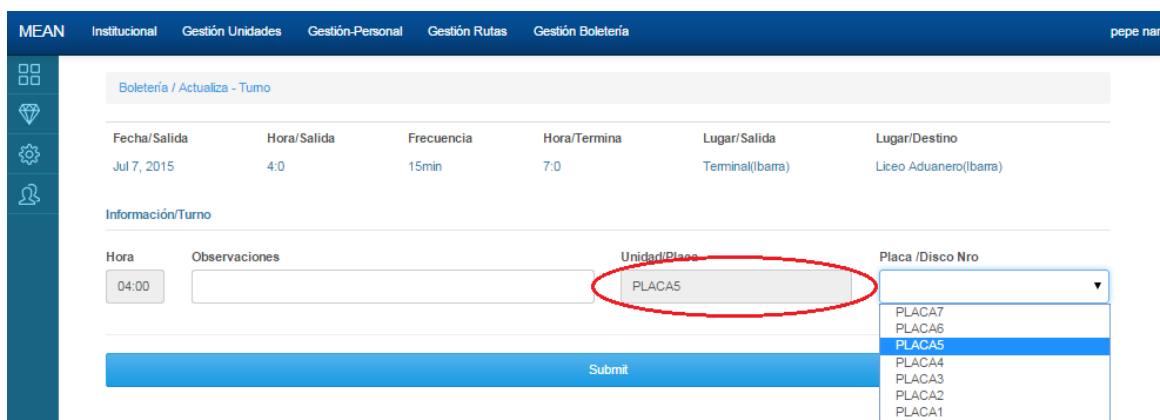 MEAN Institucional Gestión Unidades Gestión-Personal Gestión Rutas Gestión Boletería pepe nar
Boletería / Actualiza - Turno
Fecha/Salida Hora/Salida Frecuencia Hora/Termina Lugar/Salida Lugar/Destino
Jul 7, 2015 4:0 15min 7:0 Terminal(Ibarra) Liceo Aduanero(Ibarra)
Información/Turno
Hora Observaciones Unidad/Placa Placa /Disco Nro
04:00 PLACA5
PLACA7
PLACA6
PLACA5
PLACA4
PLACA3
PLACA2
PLACA1
Submit